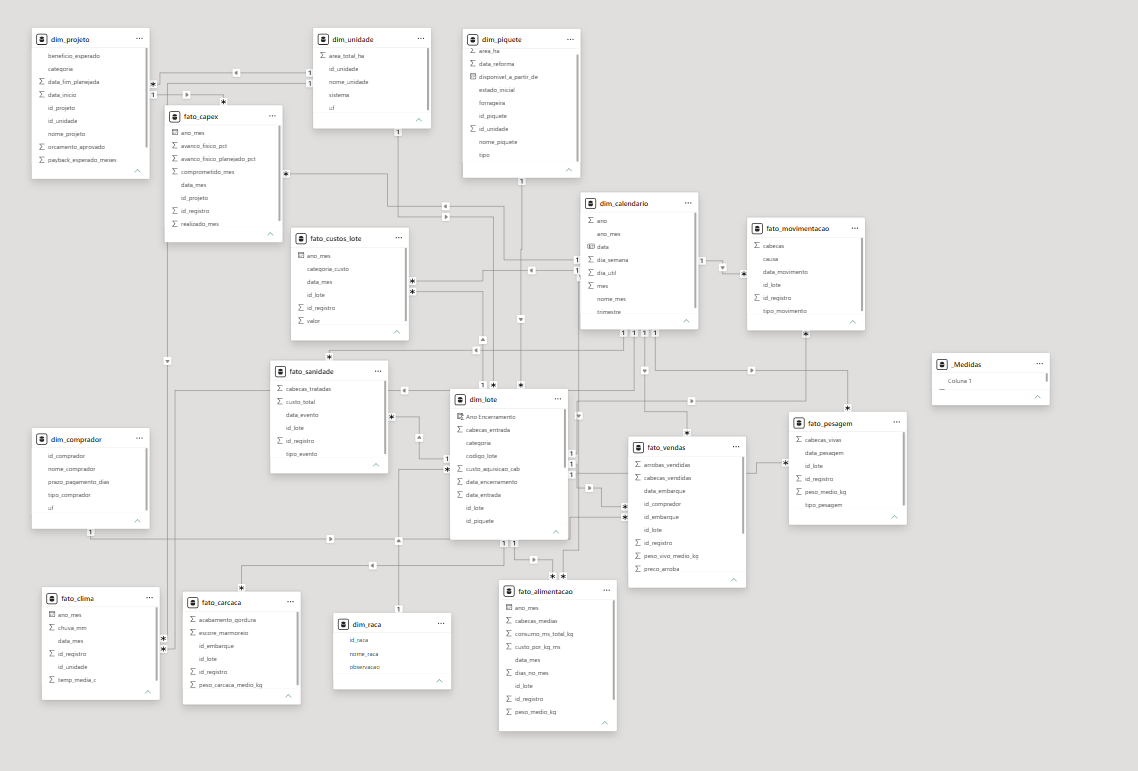 dim_projeto
beneficio_esperado
categoria
data_fim_planejada
data_inicio
id_projeto
id_unidade
nome_projeto
orcamento_aprovado
payback_esperado_meses
dim_unidade
area_total_ha
id_unidade
nome_unidade
sistema
uf
dim_piquete
area_ha
data_reforma
disponivel_a_partir_de
estado_inicial
forrageira
id_piquete
id_unidade
nome_piquete
tipo
fato_capex
ano_mes
avanco_fisico_pct
avanco_fisico_planejado_pct
comprometido_mes
data_mes
id_projeto
id_registro
realizado_mes
dim_calendario
ano
ano_mes
data
dia_semana
dia_util
mes
nome_mes
trimestre
fato_movimentacao
cabecas
causa
data_movimento
id_lote
id_registro
tipo_movimento
fato_custos_lote
ano_mes
categoria_custo
data_mes
id_lote
id_registro
valor
fato_sanidade
cabecas_tratadas
custo_total
data_evento
id_lote
id_registro
tipo_evento
_Medidas
Coluna 1
dim_lote
Ano Encerramento
cabecas_entrada
categoria
codigo_lote
custo_aquisicao_cab
data_encerramento
data_entrada
id_lote
id_piquete
fato_pesagem
cabecas_vivas
data_pesagem
id_lote
id_registro
peso_medio_kg
tipo_pesagem
dim_comprador
id_comprador
nome_comprador
prazo_pagamento_dias
tipo_comprador
uf
fato_vendas
arrobas_vendidas
cabecas_vendidas
data_embarque
id_comprador
id_embarque
id_lote
id_registro
peso_vivo_medio_kg
preco_arroba
fato_clima
ano_mes
chuva_mm
data_mes
id_registro
id_unidade
temp_media_c
fato_carcaca
acabamento_gordura
escore_marmoreio
id_embarque
id_lote
id_registro
peso_carcaca_medio_kg
dim_raca
id_raca
nome_raca
observacao
fato_alimentacao
ano_mes
cabecas_medias
consumo_ms_total_kg
custo_por_kg_ms
data_mes
dias_no_mes
id_lote
id_registro
peso_medio_kg